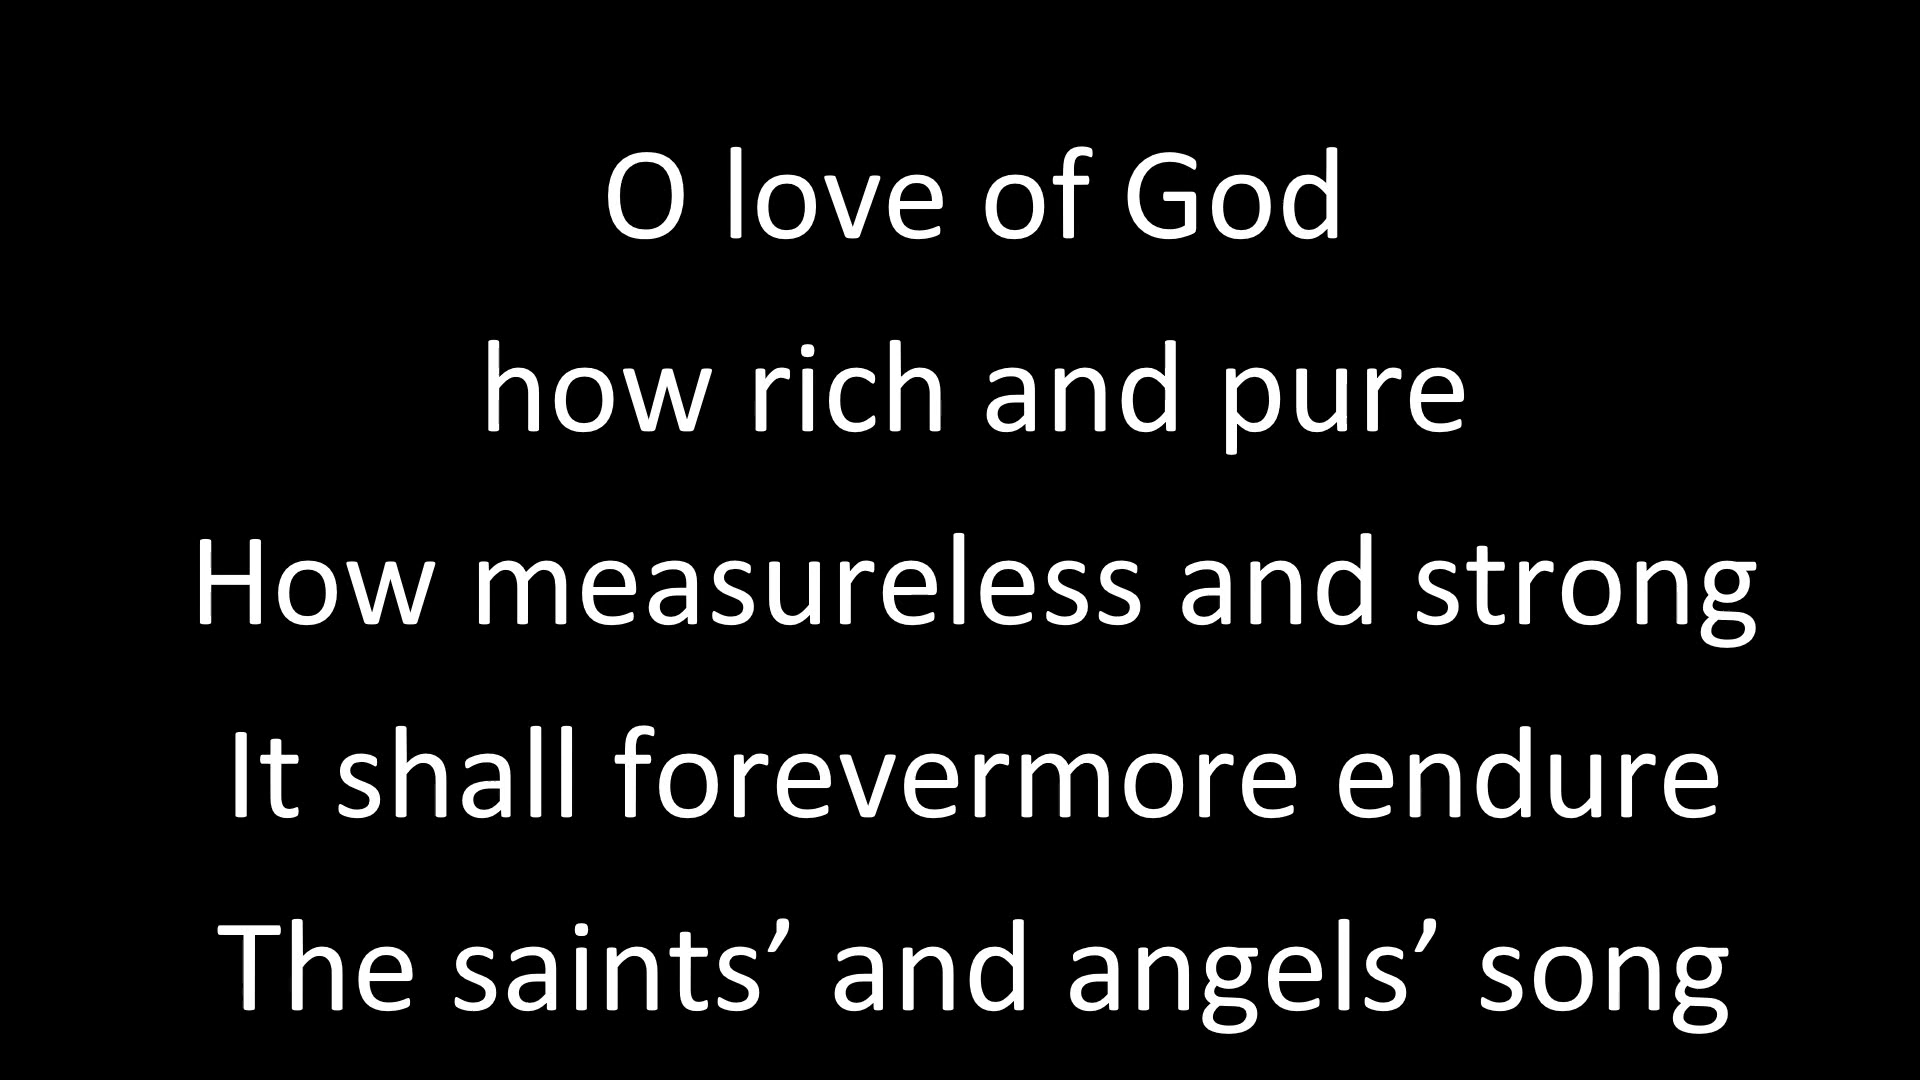 O love of God
how rich and pure
How measureless and strong
It shall forevermore endure
The saints’ and angels’ song